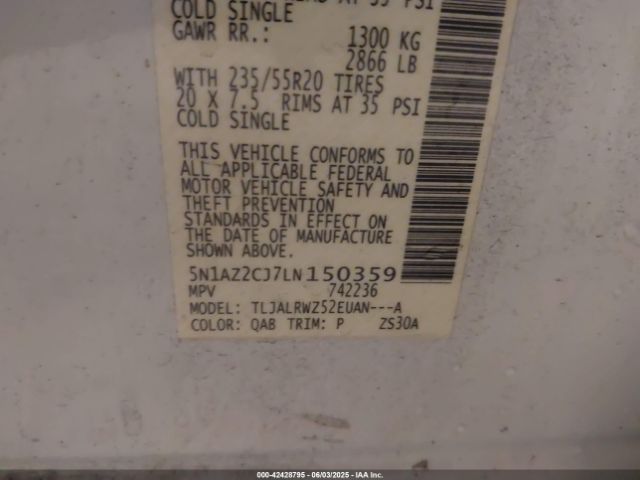 AT 35 PSI
COLD SINGLE
GAWR RR.: 1300 KG
2866 LB
WITH 235/55R20 TIRES
20 X 7.5 RIMS AT 35 PSI
COLD SINGLE
THIS VEHICLE CONFORMS TO
ALL APPLICABLE FEDERAL
MOTOR VEHICLE SAFETY AND
THEFT PREVENTION
STANDARDS IN EFFECT ON
THE DATE OF MANUFACTURE
SHOWN ABOVE.
5N1AZ2CJ7LN150359
MPV 742236
MODEL: TLJALRWZ52EUAN---A
COLOR: QAB TRIM: P ZS30A
000-42428795 - 06/03/2025 - IAA Inc.